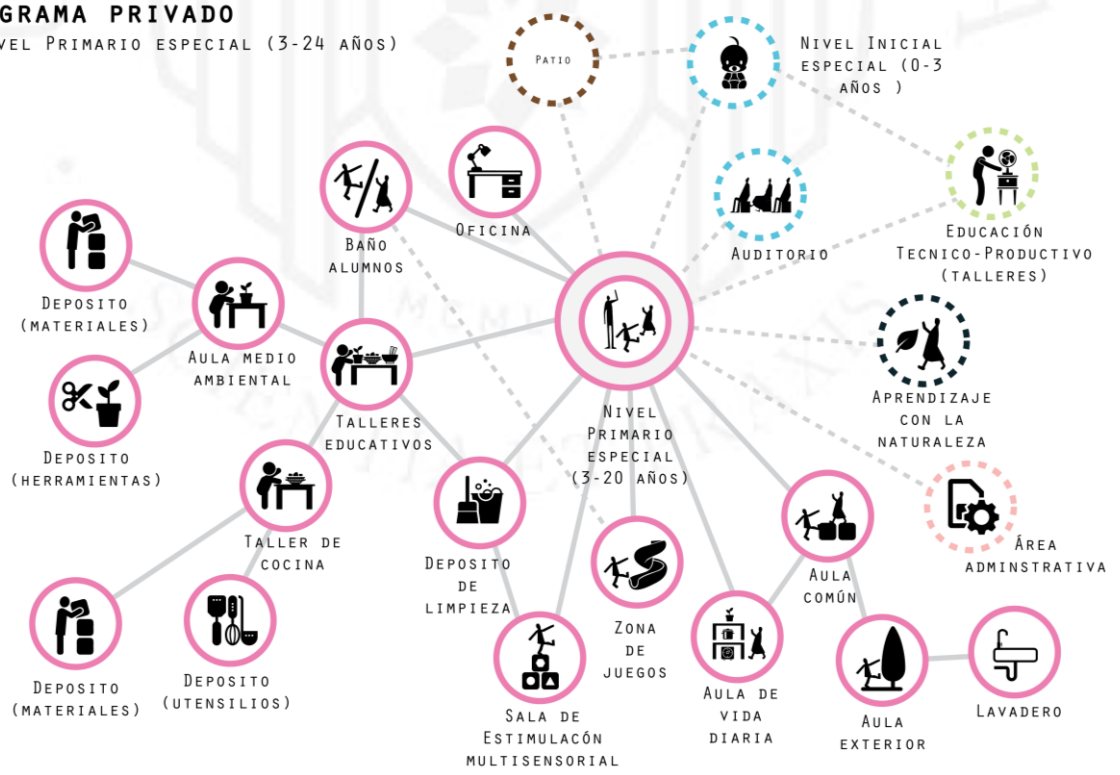 GRAMA PRIVADO
VEL PRIMARIO ESPECIAL (3-24 AÑOS)
PATIO
NIVEL INICIAL
ESPECIAL (0-3
AÑOS )
OFICINA
BAÑO
ALUMNOS
AUDITORIO
EDUCACIÓN
TECNICO-PRODUCTIVO
(TALLERES)
DEPOSITO
(MATERIALES)
AULA MEDIO
AMBIENTAL
APRENDIZAJE
CON LA
NATURALEZA
TALLERES
EDUCATIVOS
NIVEL
PRIMARIO
ESPECIAL
(3-20 AÑOS)
DEPOSITO
(HERRAMIENTAS)
TALLER DE
COCINA
DEPOSITO
DE
LIMPIEZA
AULA
COMÚN
ÁREA
ADMINSTRATIVA
ZONA
DE
JUEGOS
DEPOSITO
(MATERIALES)
DEPOSITO
(UTENSILIOS)
SALA DE
ESTIMULACÓN
MULTISENSORIAL
AULA DE
VIDA
DIARIA
AULA
EXTERIOR
LAVADERO